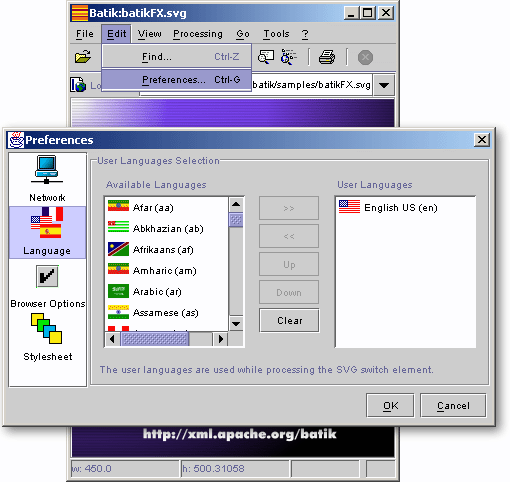 Batik:batikFX.svg
File Edit View Processing Go Tools ?
Find... Ctrl-Z
Preferences... Ctrl-G
Lo
batik/samples/batikFX.svg
Preferences
Network
Language
Browser Options
Stylesheet
User Languages Selection
Available Languages
Afar (aa)
Abkhazian (ab)
Afrikaans (af)
Amharic (am)
Arabic (ar)
Assamese (as)
>>
<<
Up
Down
Clear
User Languages
English US (en)
The user languages are used while processing the SVG switch element.
OK Cancel
http://xml.apache.org/batik
w: 450.0 h: 500.31058